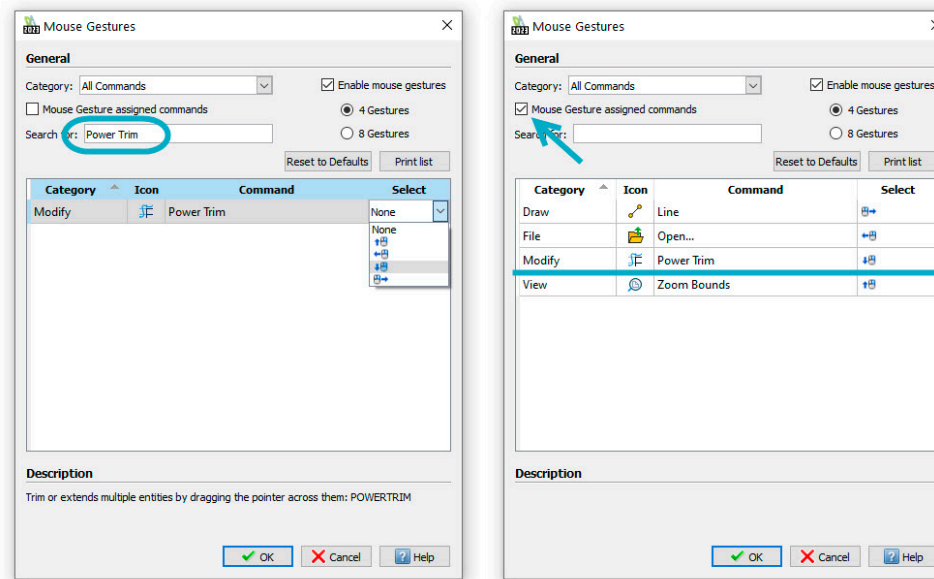 2023 Mouse Gestures
General
Category: All Commands
Enable mouse gestures
Mouse Gesture assigned commands
4 Gestures
Search for: Power Trim
8 Gestures
Reset to Defaults Print list
Category Icon Command Select
Modify Power Trim None
None
Description
Trim or extends multiple entities by dragging the pointer across them: POWERTRIM
OK Cancel Help
2023 Mouse Gestures
General
Category: All Commands
Enable mouse gestures
Mouse Gesture assigned commands
4 Gestures
Search for:
8 Gestures
Reset to Defaults Print list
Category Icon Command Select
Draw Line
File Open...
Modify Power Trim
View Zoom Bounds
Description
OK Cancel Help